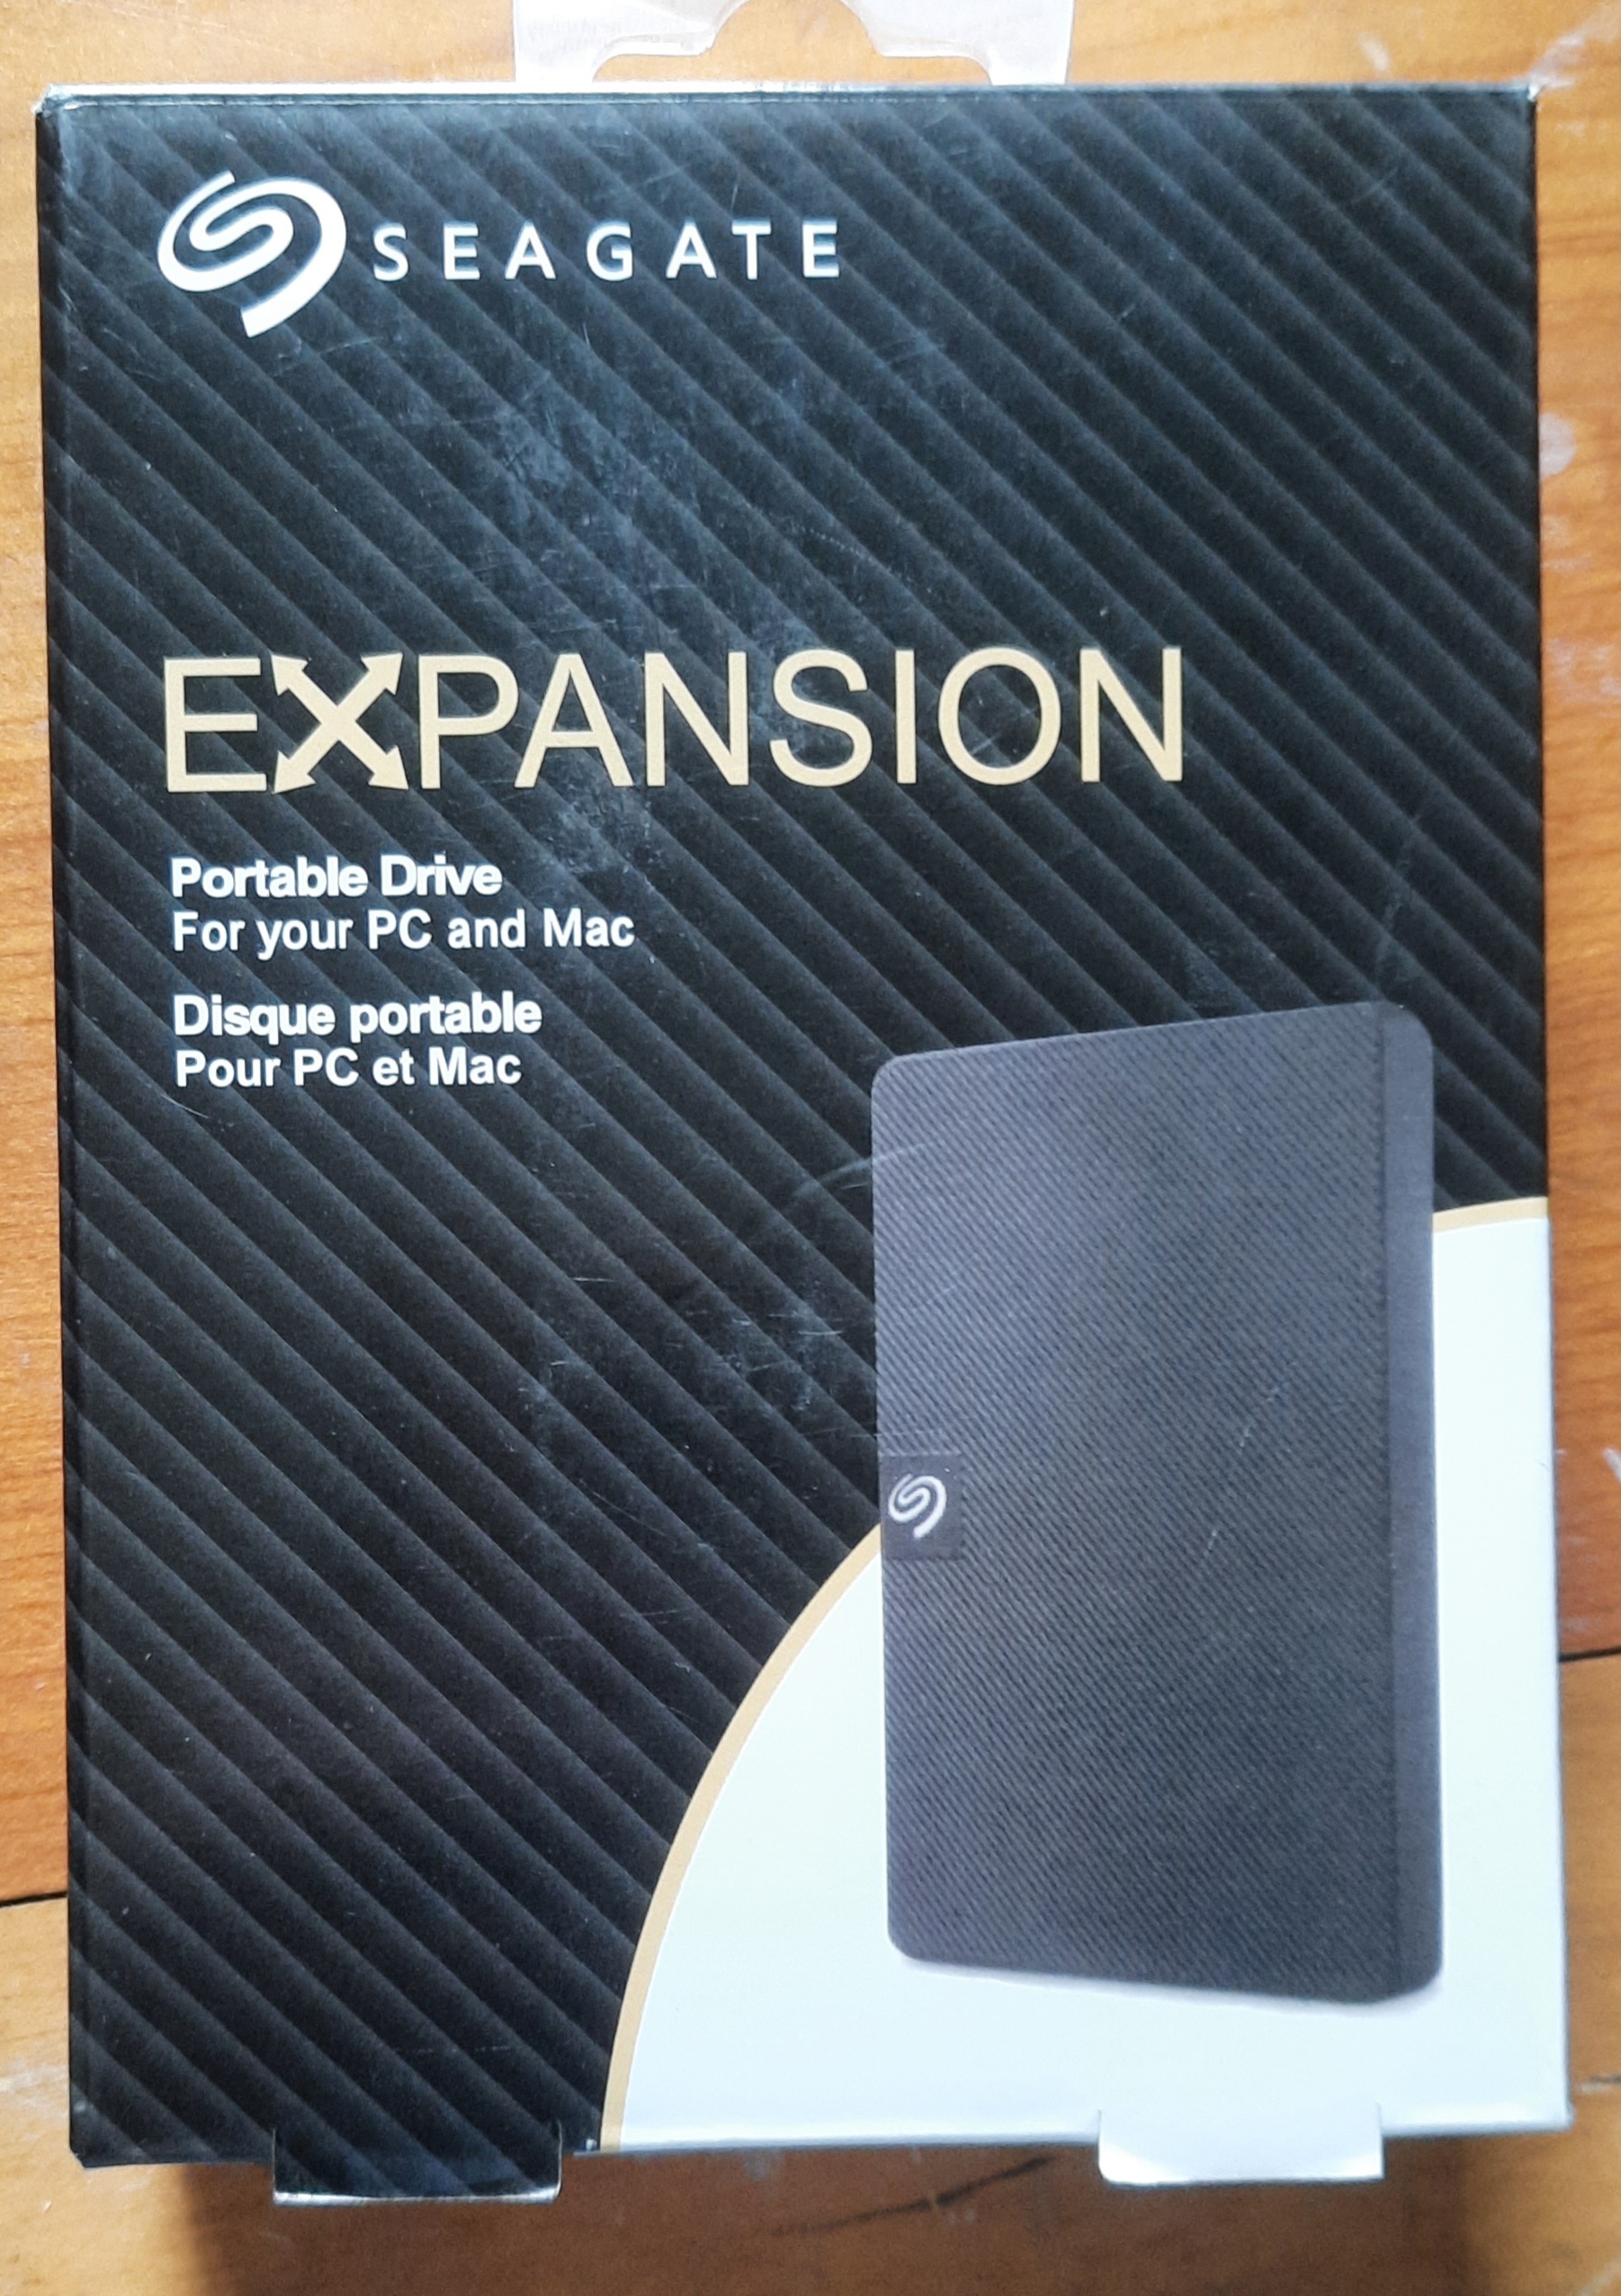 SEAGATE
EXPANSION
Portable Drive
For your PC and Mac
Disque portable
Pour PC et Mac